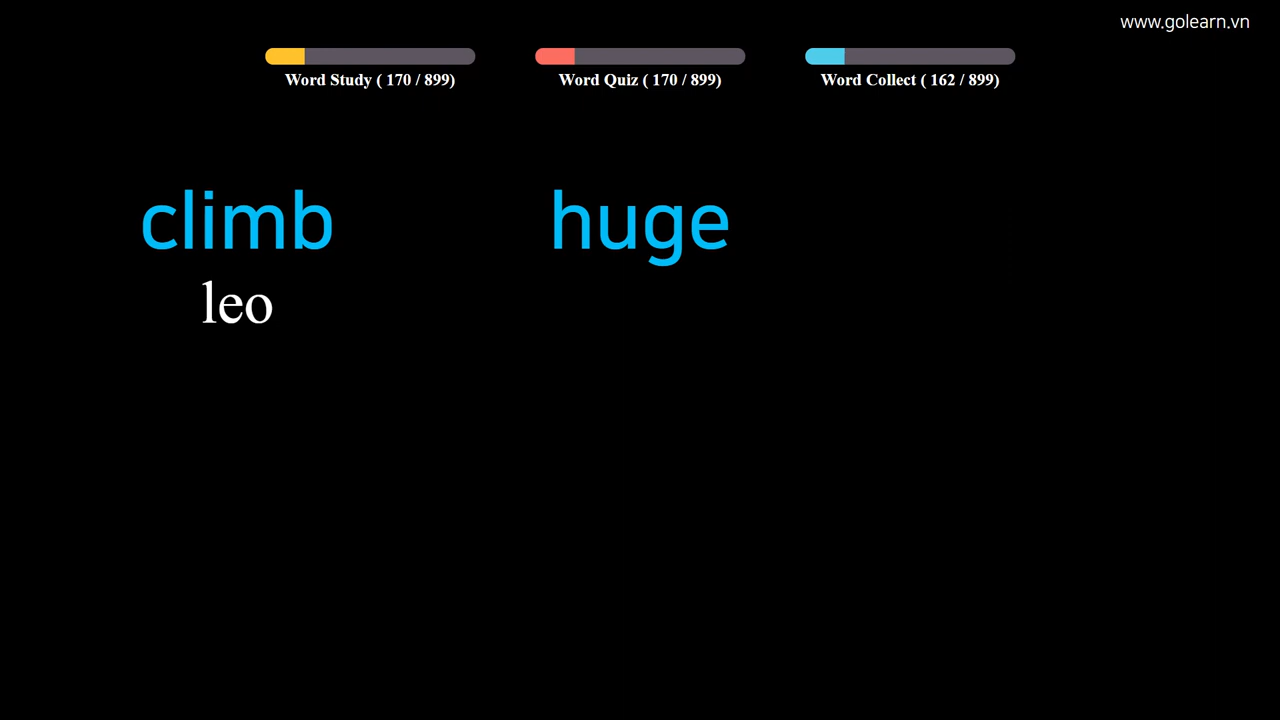 www.golearn.vn
Word Study ( 170 / 899)
Word Quiz ( 170 / 899)
Word Collect ( 162 / 899)
climb
huge
leo